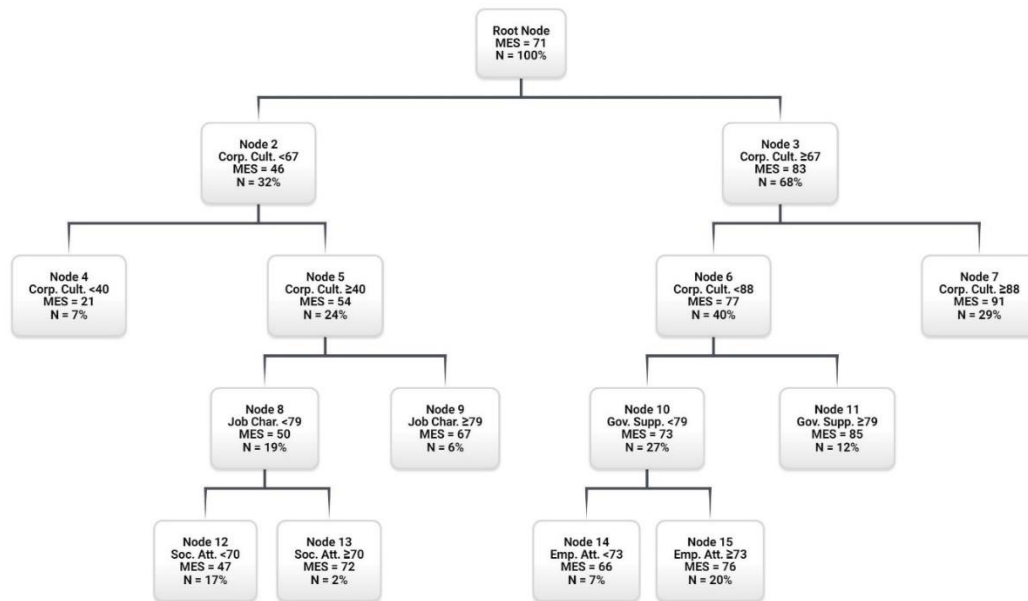 Root Node
MES = 71
N = 100%
Node 2
Corp. Cult. <67
MES = 46
N = 32%
Node 3
Corp. Cult. ≥67
MES = 83
N = 68%
Node 4
Corp. Cult. <40
MES = 21
N = 7%
Node 5
Corp. Cult. ≥40
MES = 54
N = 24%
Node 6
Corp. Cult. <88
MES = 77
N = 40%
Node 7
Corp. Cult. ≥88
MES = 91
N = 29%
Node 8
Job Char. <79
MES = 50
N = 19%
Node 9
Job Char. ≥79
MES = 67
N = 6%
Node 10
Gov. Supp. <79
MES = 73
N = 27%
Node 11
Gov. Supp. ≥79
MES = 85
N = 12%
Node 12
Soc. Att. <70
MES = 47
N = 17%
Node 13
Soc. Att. ≥70
MES = 72
N = 2%
Node 14
Emp. Att. <73
MES = 66
N = 7%
Node 15
Emp. Att. ≥73
MES = 76
N = 20%